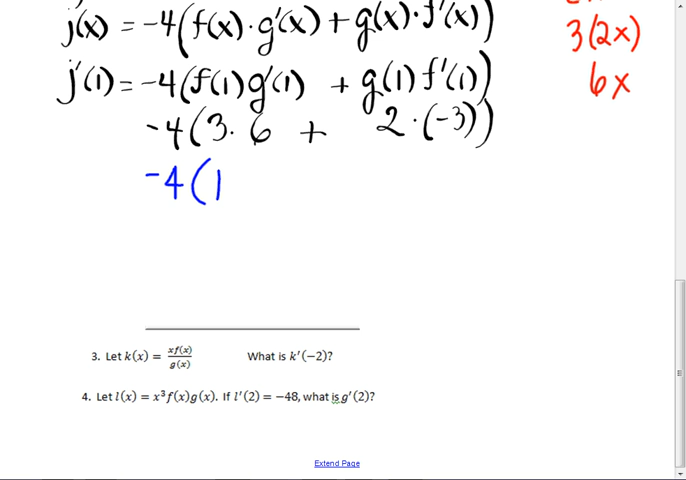 j'(x) = -4(f(x)·g'(x) + g(x)·f'(x))
3(2x)
j'(1) = -4(f(1)g'(1) + g(1)f'(1))
6x
-4(3·6 + 2·(-3))
-4(1
3. Let k(x) = xf(x)/g(x) What is k′(−2)?
4. Let l(x) = x³f(x)g(x). If l′(2) = −48, what is g′(2)?
Extend Page